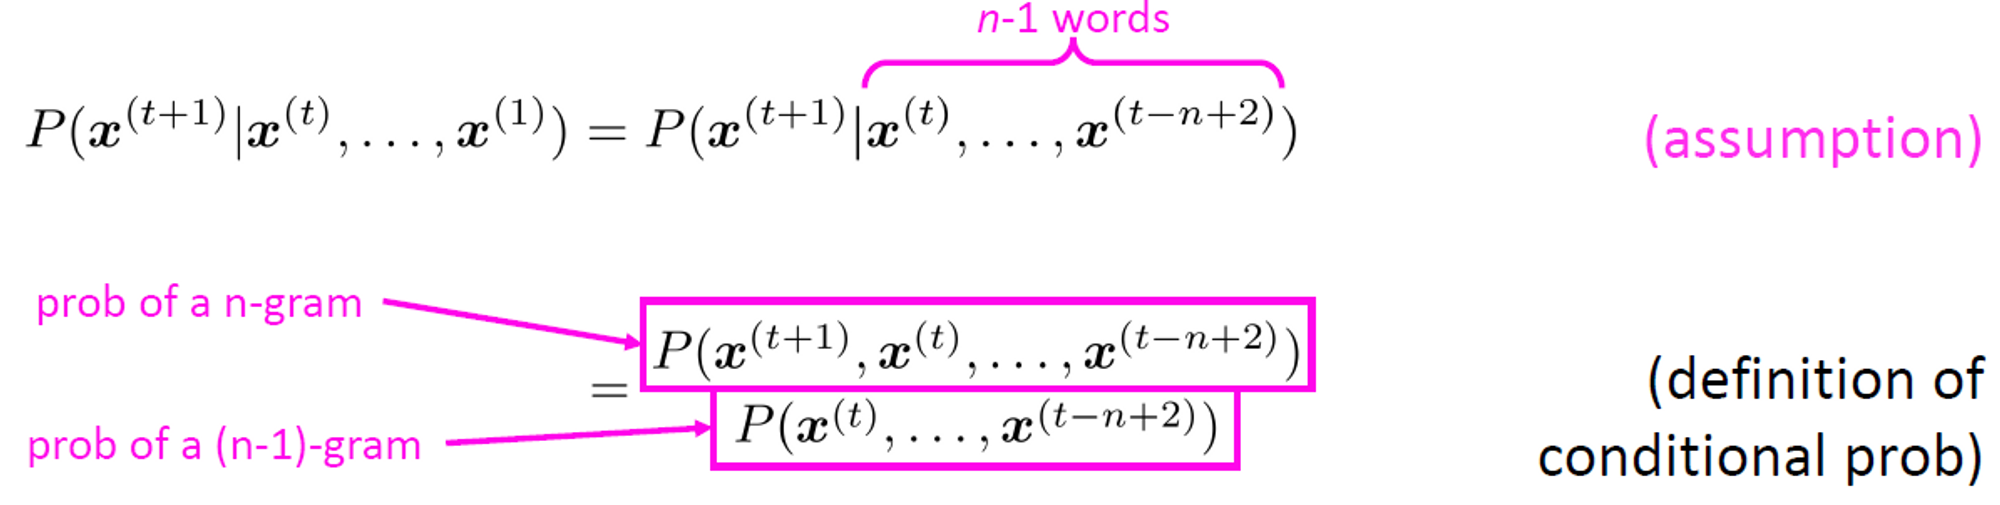 n-1 words
P(x^(t+1)|x^(t), ..., x^(1)) = P(x^(t+1)|x^(t), ..., x^(t-n+2)) (assumption)
prob of a n-gram
P(x^(t+1), x^(t), ..., x^(t-n+2))
= (definition of
prob of a (n-1)-gram P(x^(t), ..., x^(t-n+2))
conditional prob)